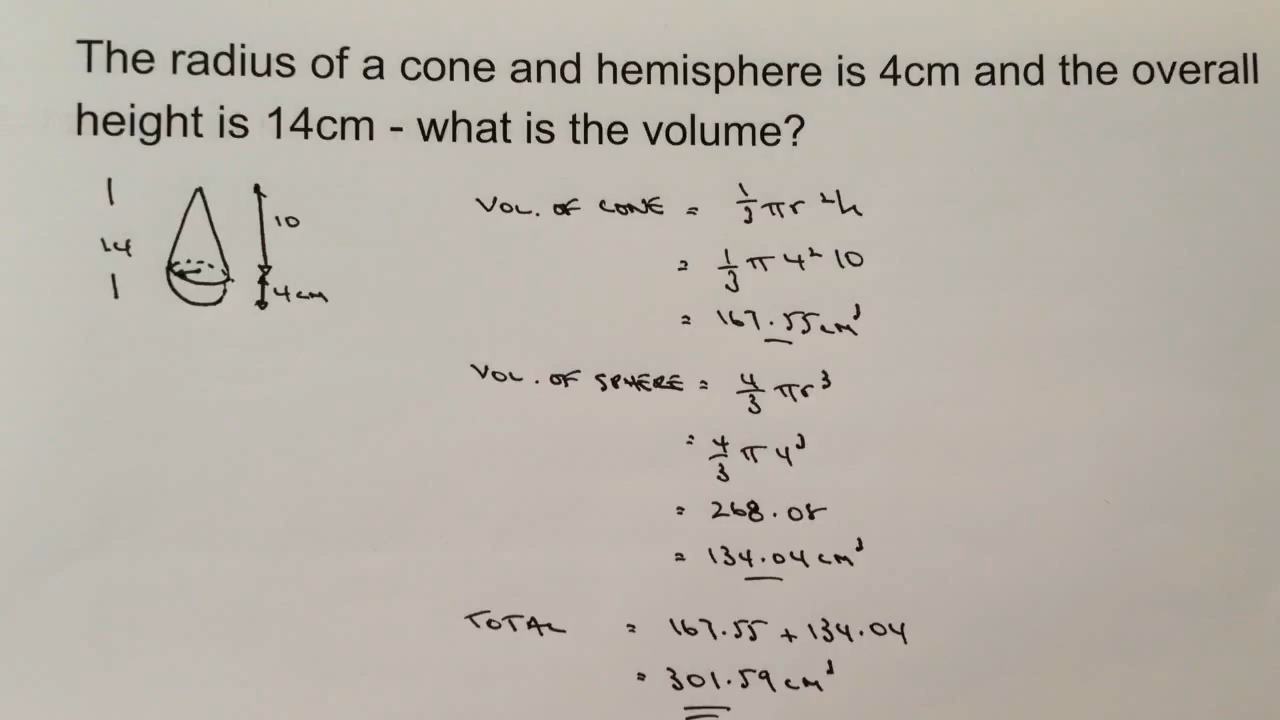 The radius of a cone and hemisphere is 4cm and the overall
height is 14cm - what is the volume?
14
10
4cm
VOL. OF CONE = 1/3 πr²h
= 1/3 π 4² 10
= 167.55cm³
VOL. OF SPHERE = 4/3 πr³
= 4/3 π 4³
= 268.08
= 134.04cm³
TOTAL = 167.55 + 134.04
= 301.59cm³